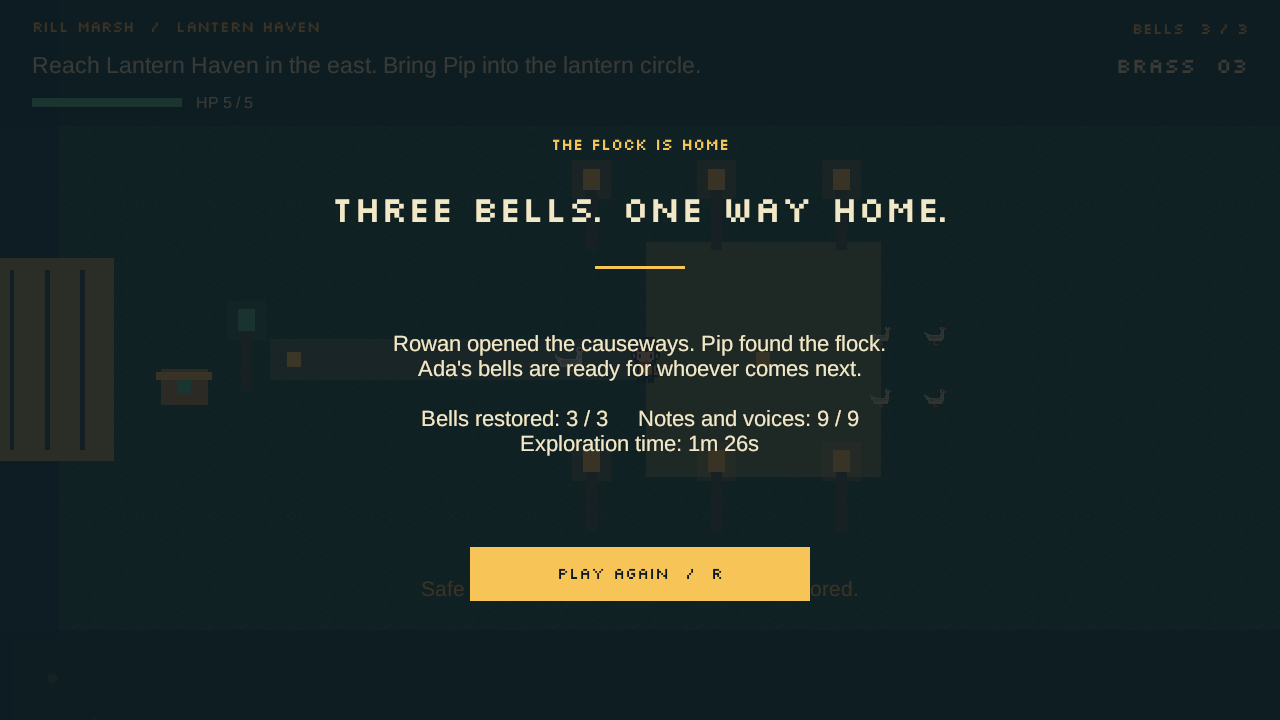 RILL MARSH / LANTERN HAVEN
BELLS 3 / 3
Reach Lantern Haven in the east. Bring Pip into the lantern circle.
BRASS 03
HP 5 / 5
THE FLOCK IS HOME
THREE BELLS. ONE WAY HOME.
Rowan opened the causeways. Pip found the flock.
Ada's bells are ready for whoever comes next.
Bells restored: 3 / 3 Notes and voices: 9 / 9
Exploration time: 1m 26s
PLAY AGAIN / R
Safe